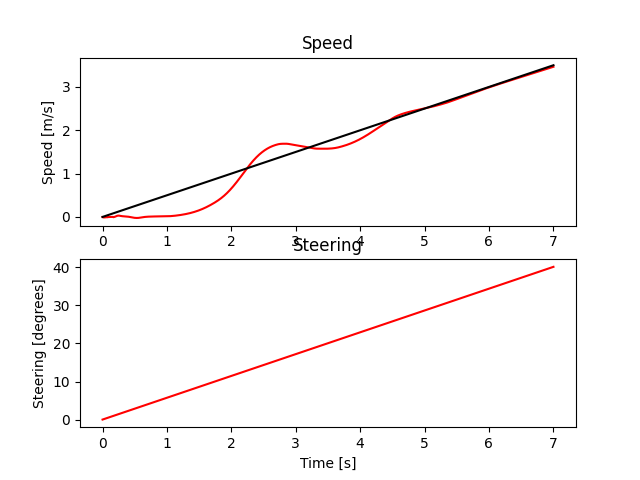 Speed
Speed [m/s]
3
2
1
0
0 1 2 3 4 5 6 7
Steering
Steering [degrees]
40
30
20
10
0
0 1 2 3 4 5 6 7
Time [s]